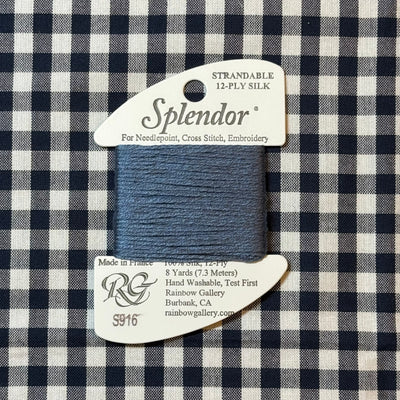 STRANDABLE
12-PLY SILK
Splendor®
For Needlepoint, Cross Stitch, Embroidery
Made in France
100% Silk, 12-Ply
8 Yards (7.3 Meters)
Hand Washable, Test First
Rainbow Gallery
Burbank, CA
rainbowgallery.com
RG
S916